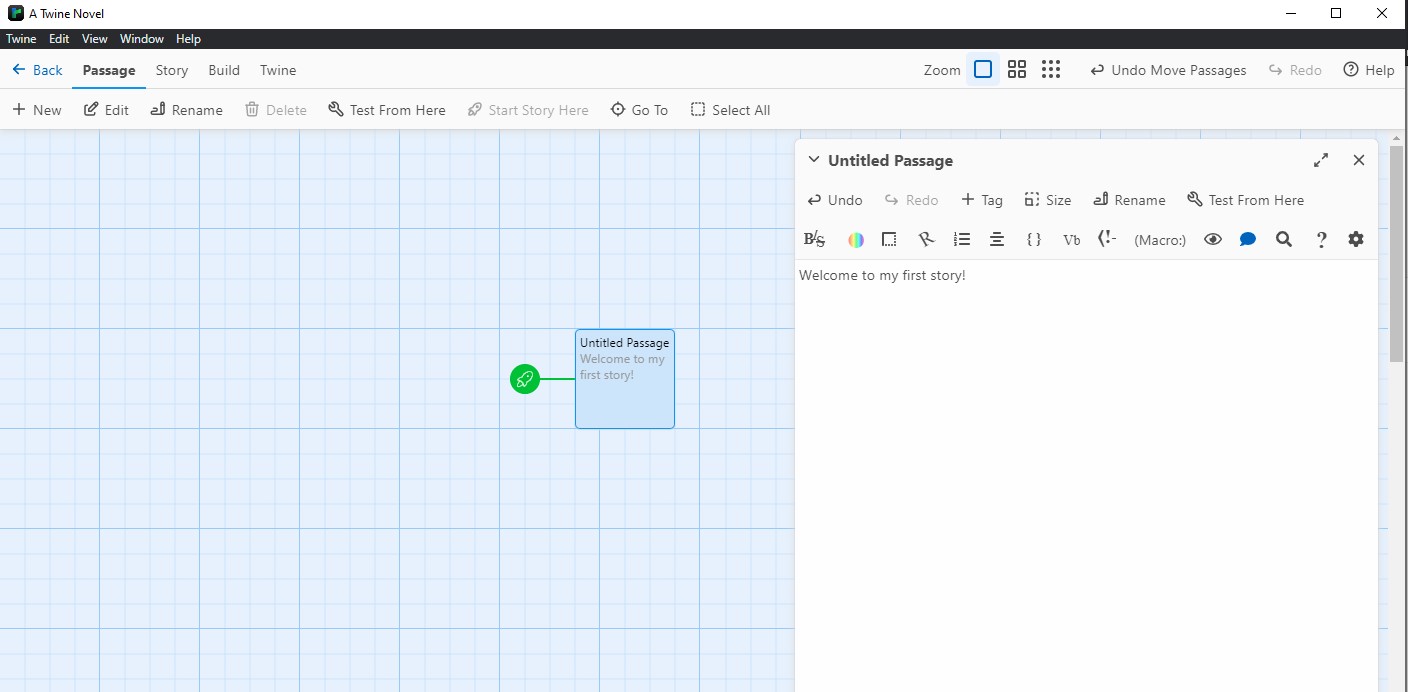 A Twine Novel
Twine Edit View Window Help
Back Passage Story Build Twine Zoom Undo Move Passages Redo Help
New Edit Rename Delete Test From Here Start Story Here Go To Select All
Untitled Passage
Undo Redo Tag Size Rename Test From Here
B/S { } Vb (!- (Macro:) ?
Welcome to my first story!
Untitled Passage
Welcome to my
first story!